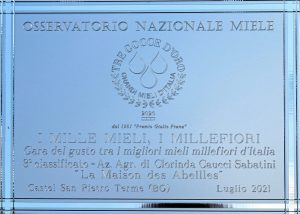 OSSERVATORIO NAZIONALE MIELE
TRE GOCCE D'ORO
GRANDI MIELI D'ITALIA
dal 1981 "Premio Giulio Piana"
I MILLE MIELI, I MILLEFIORI
Gara del gusto tra i migliori mieli millefiori d'Italia
3° classificato - Az. Agr. di Clorinda Caucci Sabatini
"La Maison des Abeilles"
Castel San Pietro Terme (BO)
Luglio 2021